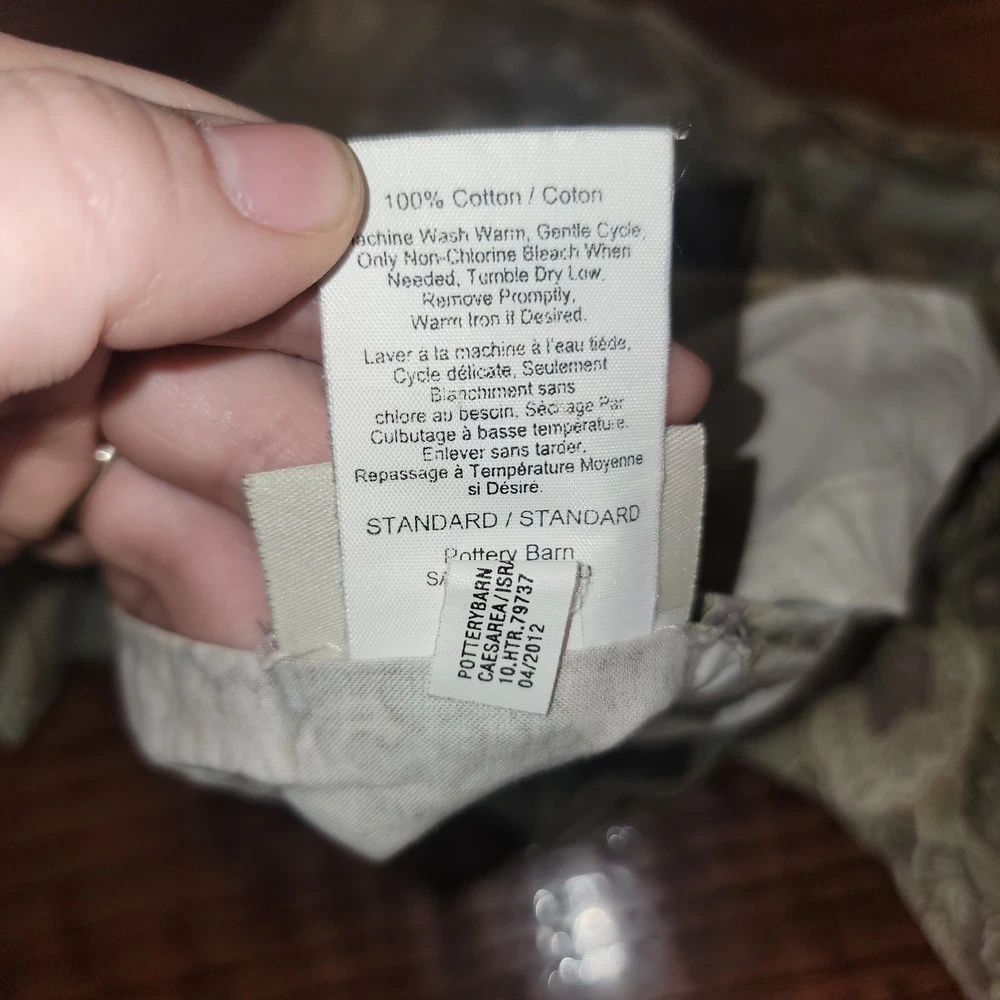 100% Cotton / Coton
achine Wash Warm, Gentle Cycle,
Only Non-Chlorine Bleach When
Needed, Tumble Dry Low.
Remove Promptly,
Warm Iron if Desired.
Laver à la machine à l'eau tiéde,
Cycle délicate, Seulement
Blanchiment sans
chlore au besoin, Séchage Par
Culbutage à basse température.
Enlever sans tarder,
Repassage à Température Moyenne
si Désiré.
STANDARD / STANDARD
Pottery Barn
POTTERYBARN
CAESAREA/ISRA
10.HTR.79737
04/2012